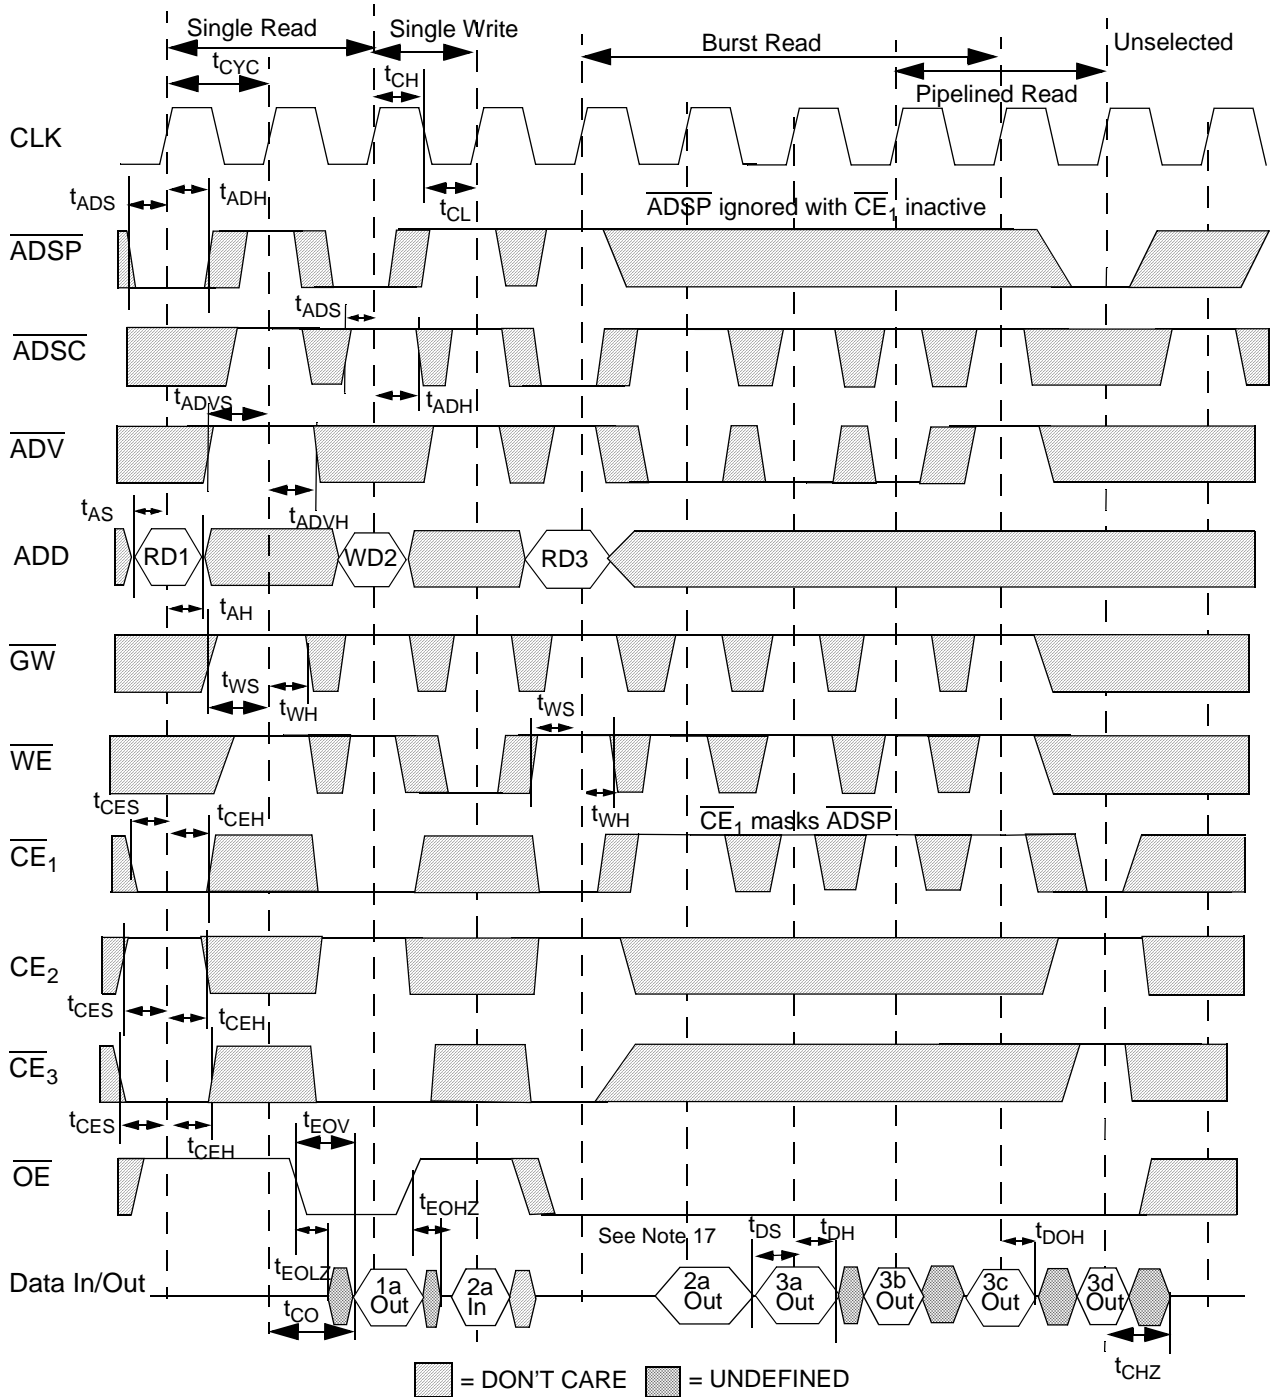 Single Read
Single Write
Burst Read
Unselected
tCYC
tCH
Pipelined Read
CLK
tADS
tADH
tCL
ADSP ignored with CE1 inactive
ADSP
tADS
ADSC
tADVS
tADH
ADV
tAS
tADVH
ADD
RD1
WD2
RD3
tAH
GW
tWS
tWH
tWS
WE
tCES
tCEH
tWH
CE1 masks ADSP
CE1
CE2
tCES
tCEH
CE3
tCES
tCEH
tEOV
OE
tEOHZ
See Note 17
tDS
tDH
tDOH
tEOLZ
Data In/Out
1a Out
2a In
2a Out
3a Out
3b Out
3c Out
3d Out
tCO
tCHZ
= DON'T CARE
= UNDEFINED